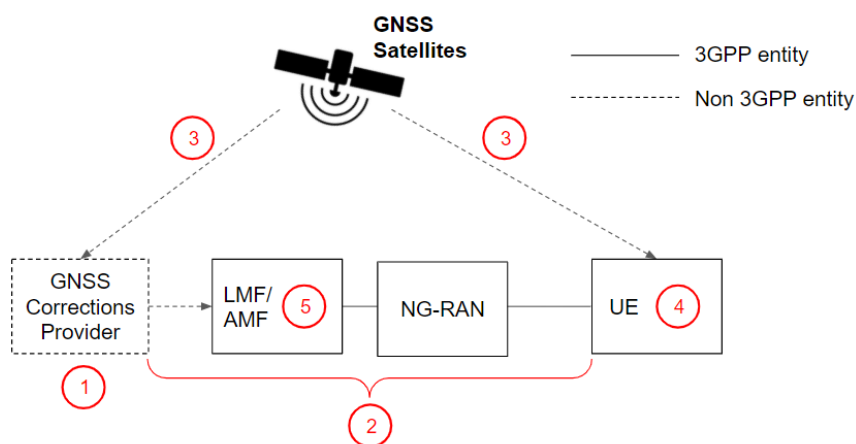 GNSS
Satellites
3GPP entity
Non 3GPP entity
3
3
GNSS
Corrections
Provider
LMF/
AMF
5
NG-RAN
UE
4
1
2